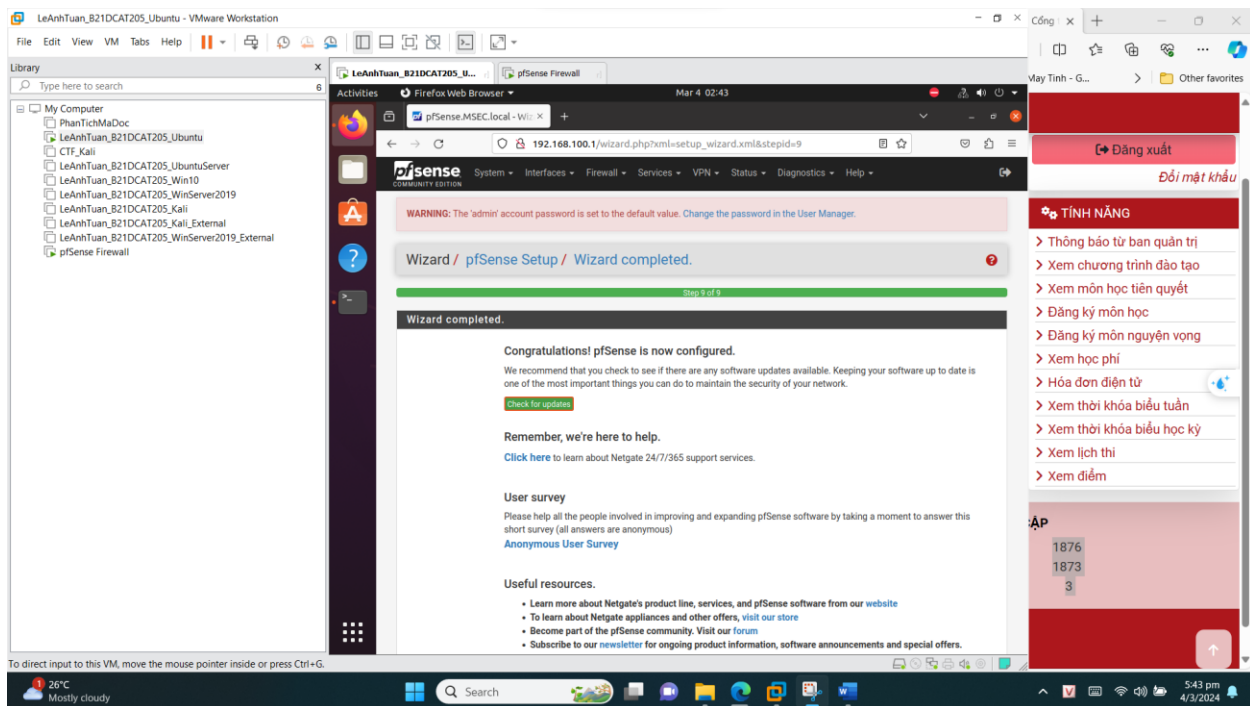 LeAnhTuan_B21DCAT205_Ubuntu - VMware Workstation
File Edit View VM Tabs Help
Library
Type here to search
6
My Computer
PhanTichMaDoc
LeAnhTuan_B21DCAT205_Ubuntu
CTF_Kali
LeAnhTuan_B21DCAT205_UbuntuServer
LeAnhTuan_B21DCAT205_Win10
LeAnhTuan_B21DCAT205_WinServer2019
LeAnhTuan_B21DCAT205_Kali
LeAnhTuan_B21DCAT205_Kali_External
LeAnhTuan_B21DCAT205_WinServer2019_External
pfSense Firewall
LeAnhTuan_B21DCAT205_U...
pfSense Firewall
Activities
Firefox Web Browser
Mar 4 02:43
pfSense.MSEC.local - Wiz
192.168.100.1/wizard.php?xml=setup_wizard.xml&stepid=9
pfsense
COMMUNITY EDITION
System Interfaces Firewall Services VPN Status Diagnostics Help
WARNING: The 'admin' account password is set to the default value. Change the password in the User Manager.
Wizard / pfSense Setup / Wizard completed.
Step 9 of 9
Wizard completed.
Congratulations! pfSense is now configured.
We recommend that you check to see if there are any software updates available. Keeping your software up to date is
one of the most important things you can do to maintain the security of your network.
Check for updates
Remember, we're here to help.
Click here to learn about Netgate 24/7/365 support services.
User survey
Please help all the people involved in improving and expanding pfSense software by taking a moment to answer this
short survey (all answers are anonymous)
Anonymous User Survey
Useful resources.
• Learn more about Netgate's product line, services, and pfSense software from our website
• To learn about Netgate appliances and other offers, visit our store
• Become part of the pfSense community. Visit our forum
• Subscribe to our newsletter for ongoing product information, software announcements and special offers.
To direct input to this VM, move the mouse pointer inside or press Ctrl+G.
Cổng
May Tinh - G...
Other favorites
Đăng xuất
Đổi mật khẩu
TÍNH NĂNG
Thông báo từ ban quản trị
Xem chương trình đào tạo
Xem môn học tiên quyết
Đăng ký môn học
Đăng ký môn nguyện vọng
Xem học phí
Hóa đơn điện tử
Xem thời khóa biểu tuần
Xem thời khóa biểu học kỳ
Xem lịch thi
Xem điểm
CẬP
1876
1873
3
1
26°C
Mostly cloudy
Search
5:43 pm
4/3/2024